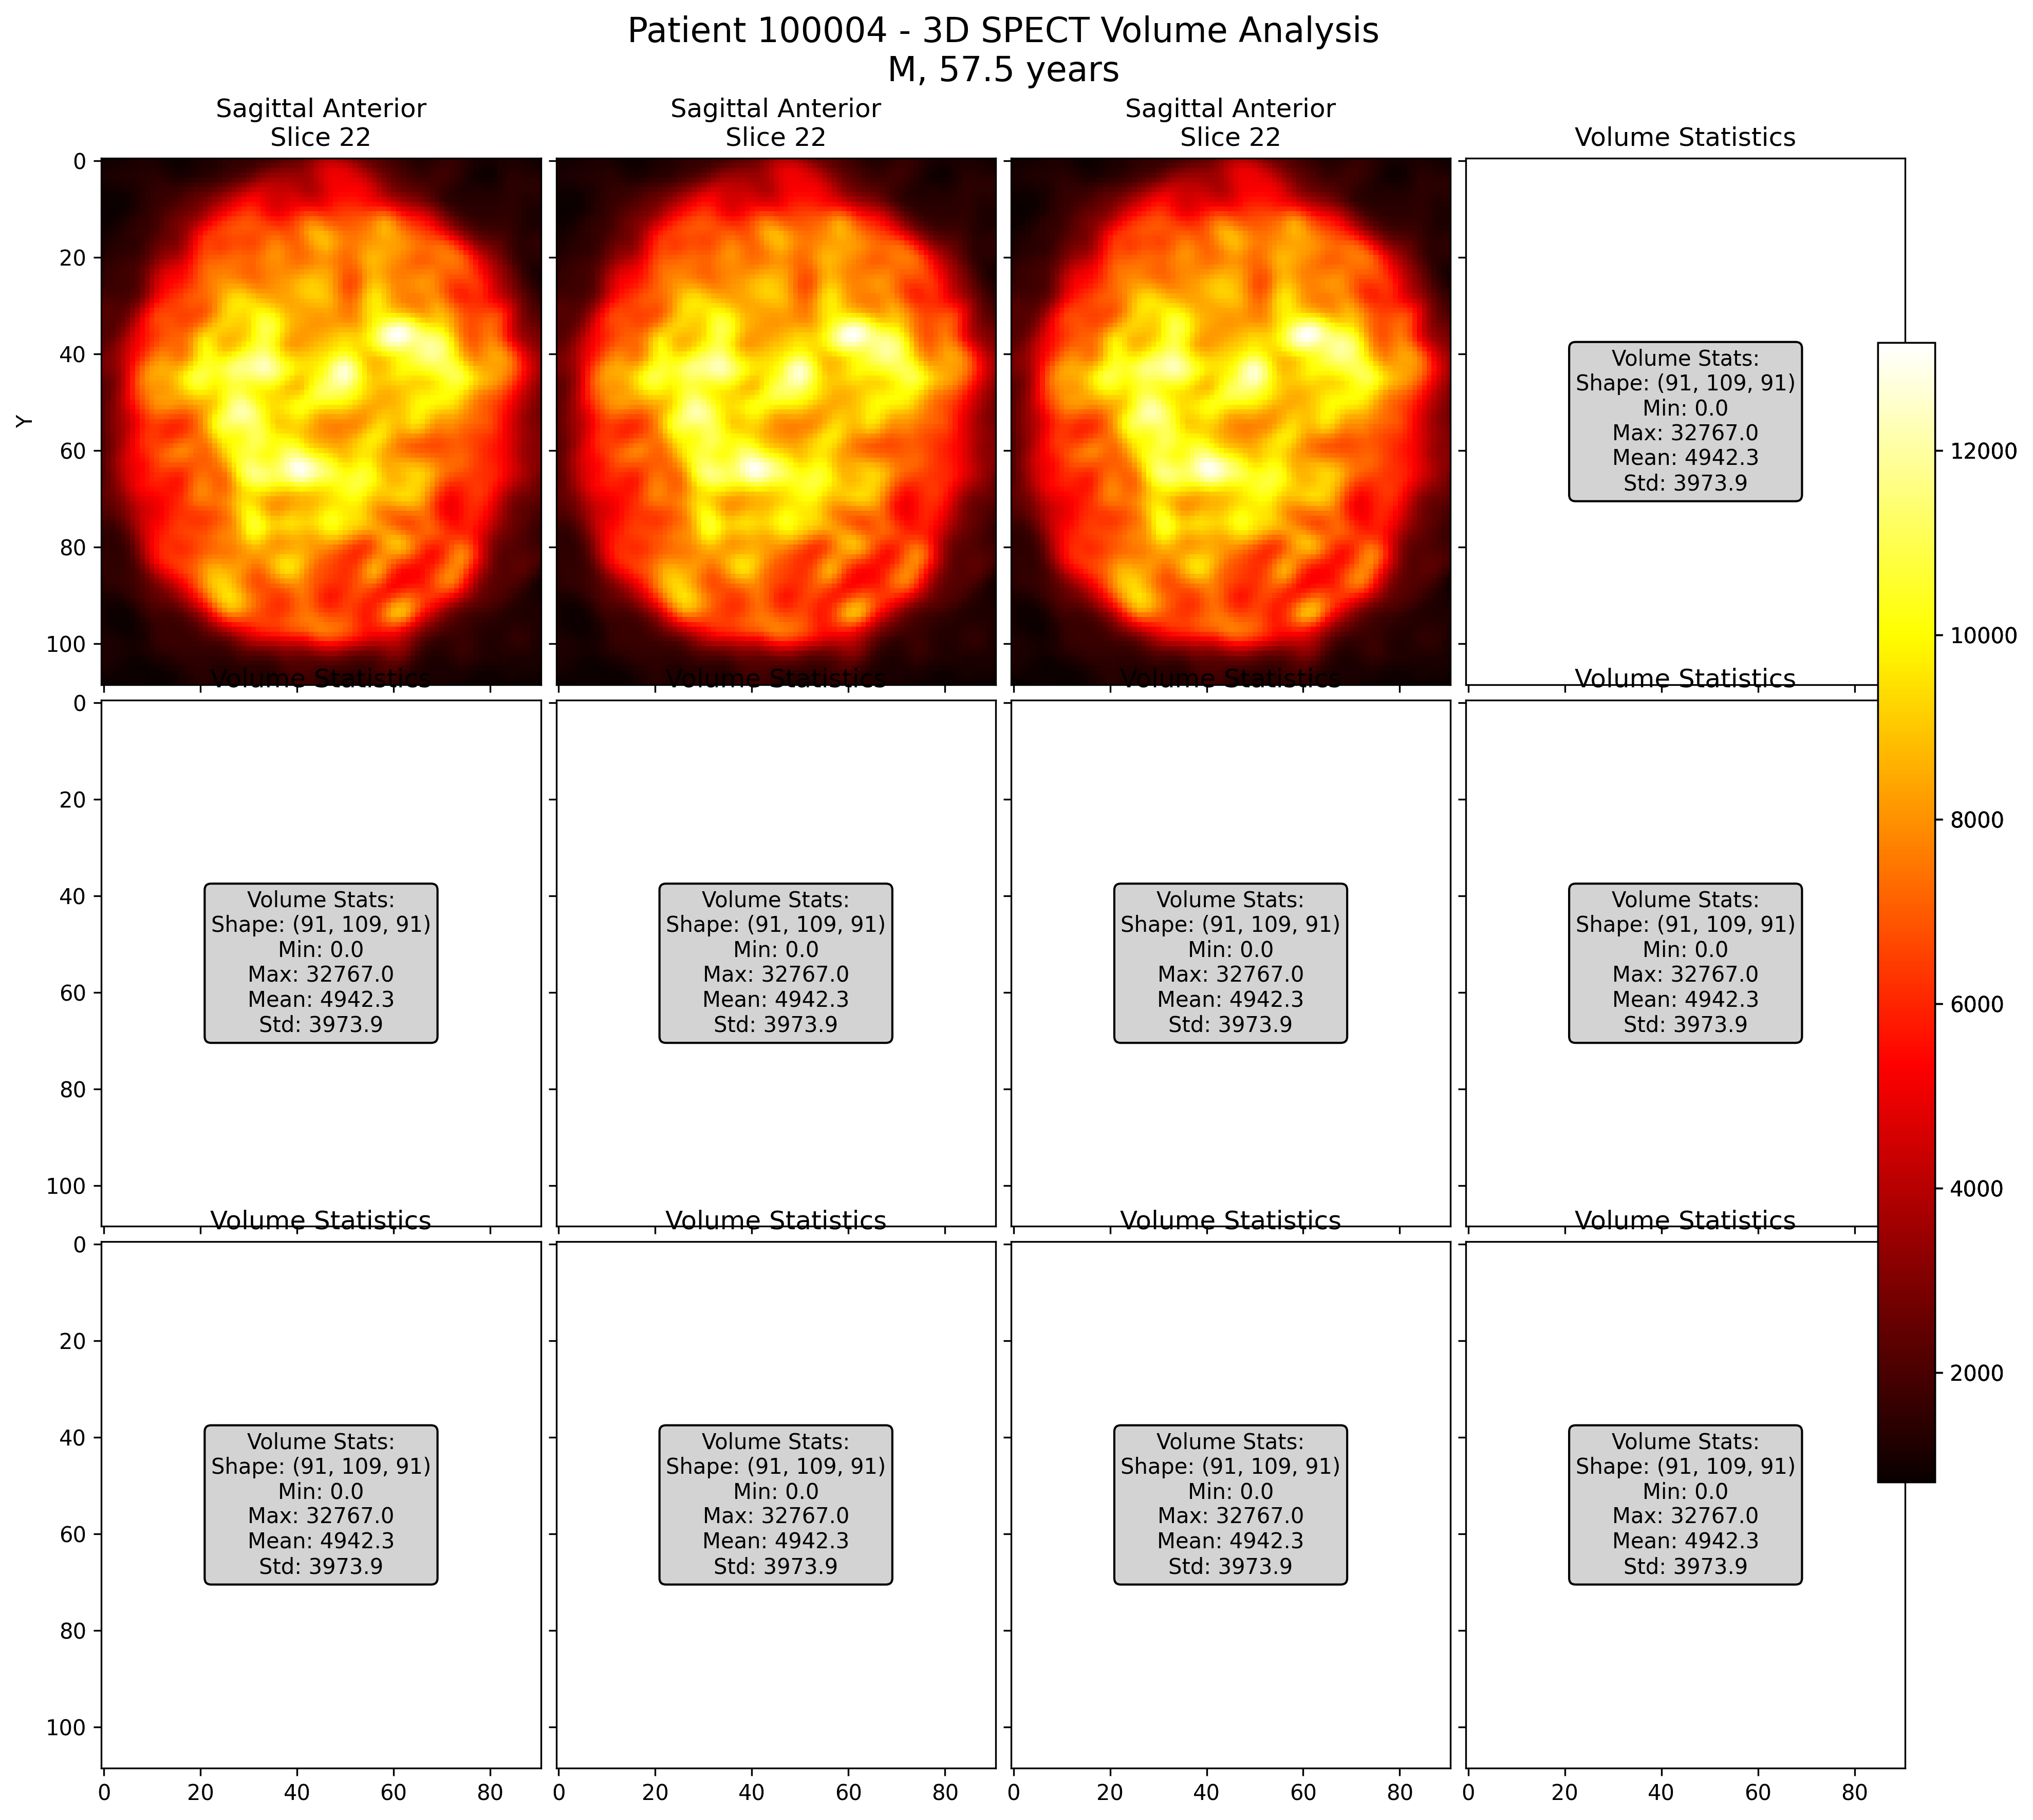 Patient 100004 - 3D SPECT Volume Analysis
M, 57.5 years
Sagittal Anterior
Slice 22
Sagittal Anterior
Slice 22
Sagittal Anterior
Slice 22
Volume Statistics
0
20
40
60
80
100
Y
Volume Stats:
Shape: (91, 109, 91)
Min: 0.0
Max: 32767.0
Mean: 4942.3
Std: 3973.9
12000
10000
8000
6000
4000
2000
Volume Statistics
Volume Statistics
Volume Statistics
Volume Statistics
0
20
40
60
80
100
Volume Stats:
Shape: (91, 109, 91)
Min: 0.0
Max: 32767.0
Mean: 4942.3
Std: 3973.9
Volume Stats:
Shape: (91, 109, 91)
Min: 0.0
Max: 32767.0
Mean: 4942.3
Std: 3973.9
Volume Stats:
Shape: (91, 109, 91)
Min: 0.0
Max: 32767.0
Mean: 4942.3
Std: 3973.9
Volume Stats:
Shape: (91, 109, 91)
Min: 0.0
Max: 32767.0
Mean: 4942.3
Std: 3973.9
Volume Statistics
Volume Statistics
Volume Statistics
Volume Statistics
0
20
40
60
80
100
Volume Stats:
Shape: (91, 109, 91)
Min: 0.0
Max: 32767.0
Mean: 4942.3
Std: 3973.9
Volume Stats:
Shape: (91, 109, 91)
Min: 0.0
Max: 32767.0
Mean: 4942.3
Std: 3973.9
Volume Stats:
Shape: (91, 109, 91)
Min: 0.0
Max: 32767.0
Mean: 4942.3
Std: 3973.9
Volume Stats:
Shape: (91, 109, 91)
Min: 0.0
Max: 32767.0
Mean: 4942.3
Std: 3973.9
0 20 40 60 80
0 20 40 60 80
0 20 40 60 80
0 20 40 60 80